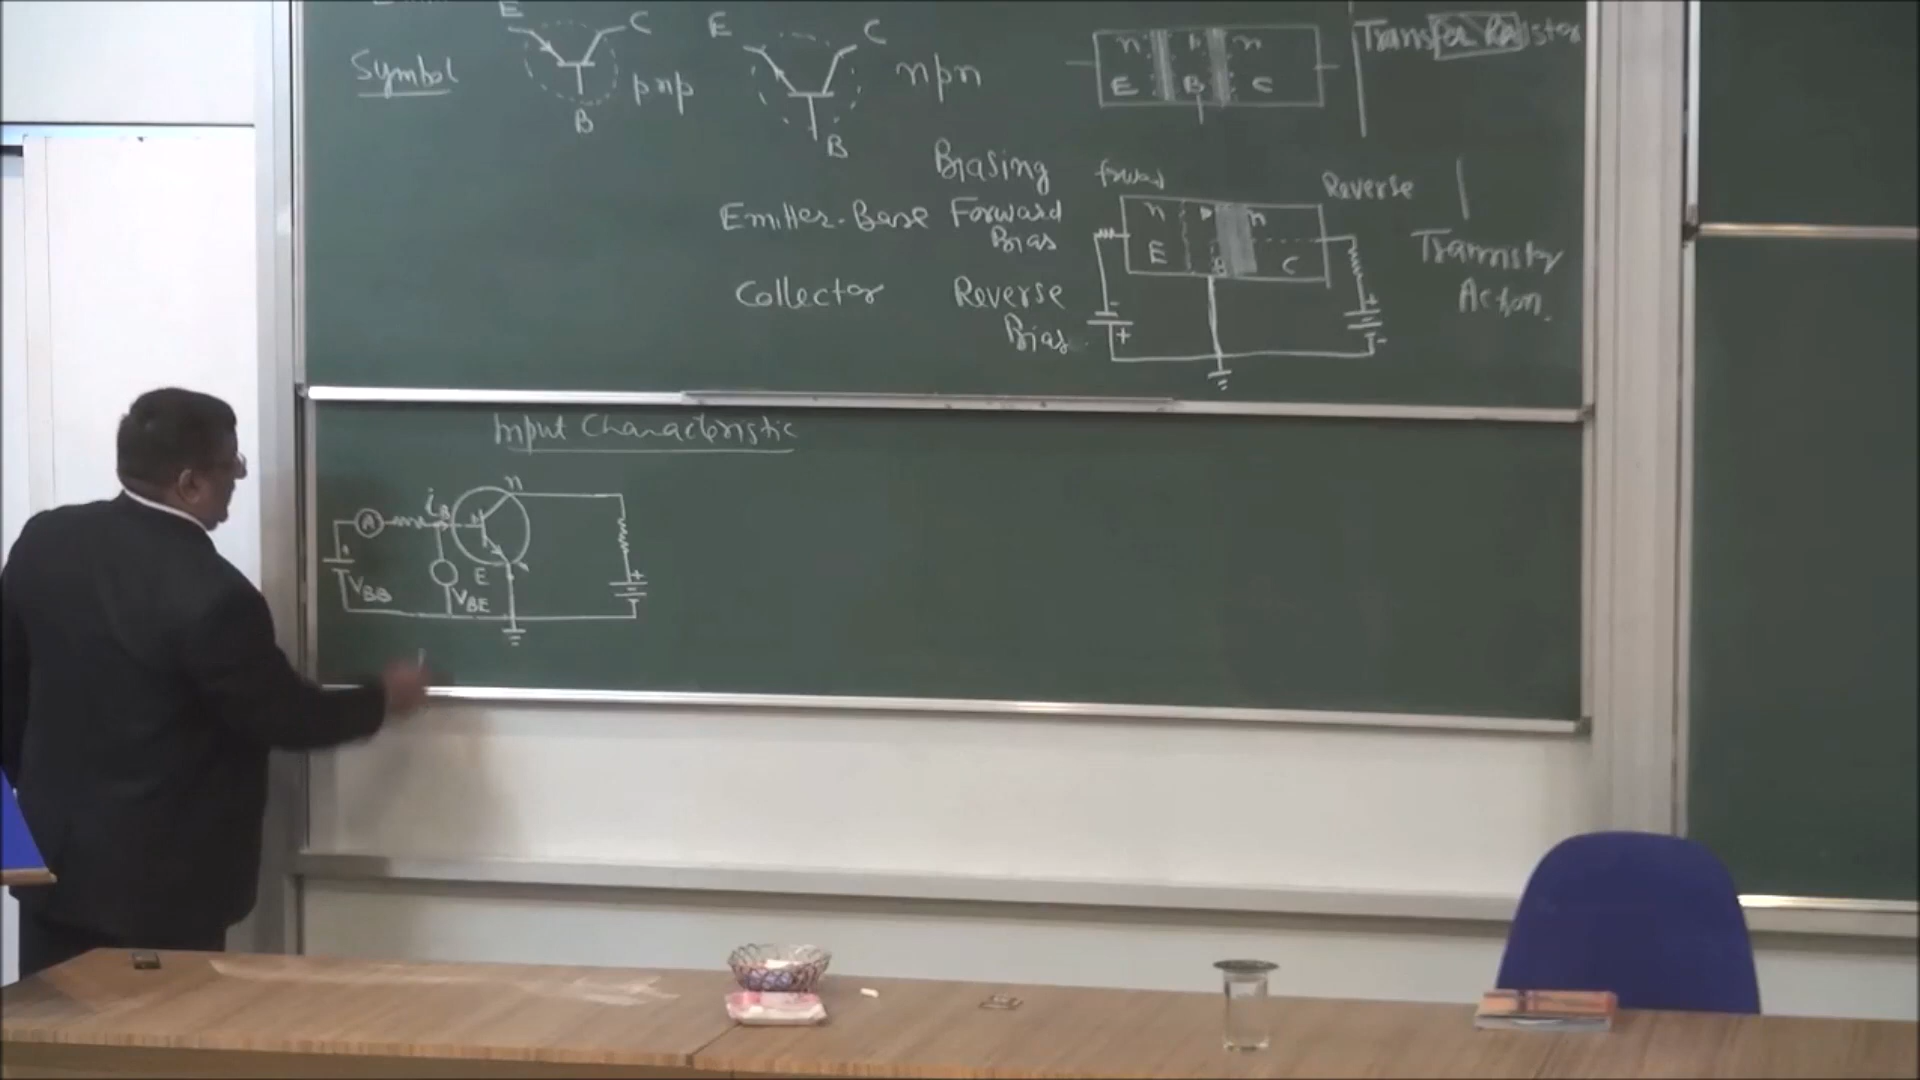 E C E C
Symbol pnp npn
B B
n p n
E B C
Transfer Resistor
Biasing
forward Reverse
Emitter-Base Forward
Bias
n p n
E B C
Collector Reverse
Bias
- +
+ -
Transistor
Action.
Input Characteristic
A iB n
+ E +
VBB VBE